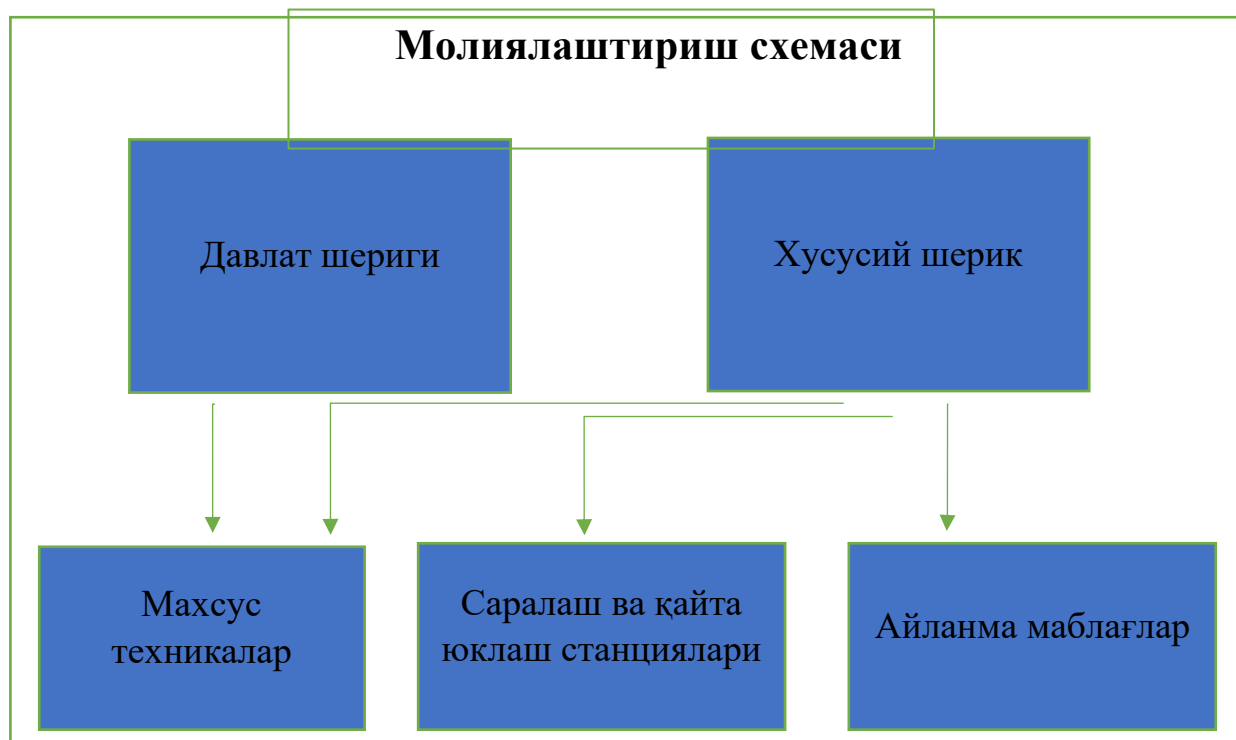 Молиялаштириш схемаси
Давлат шериги
Хусусий шерик
Махсус
техникалар
Саралаш ва қайта
юклаш станциялари
Айланма маблағлар